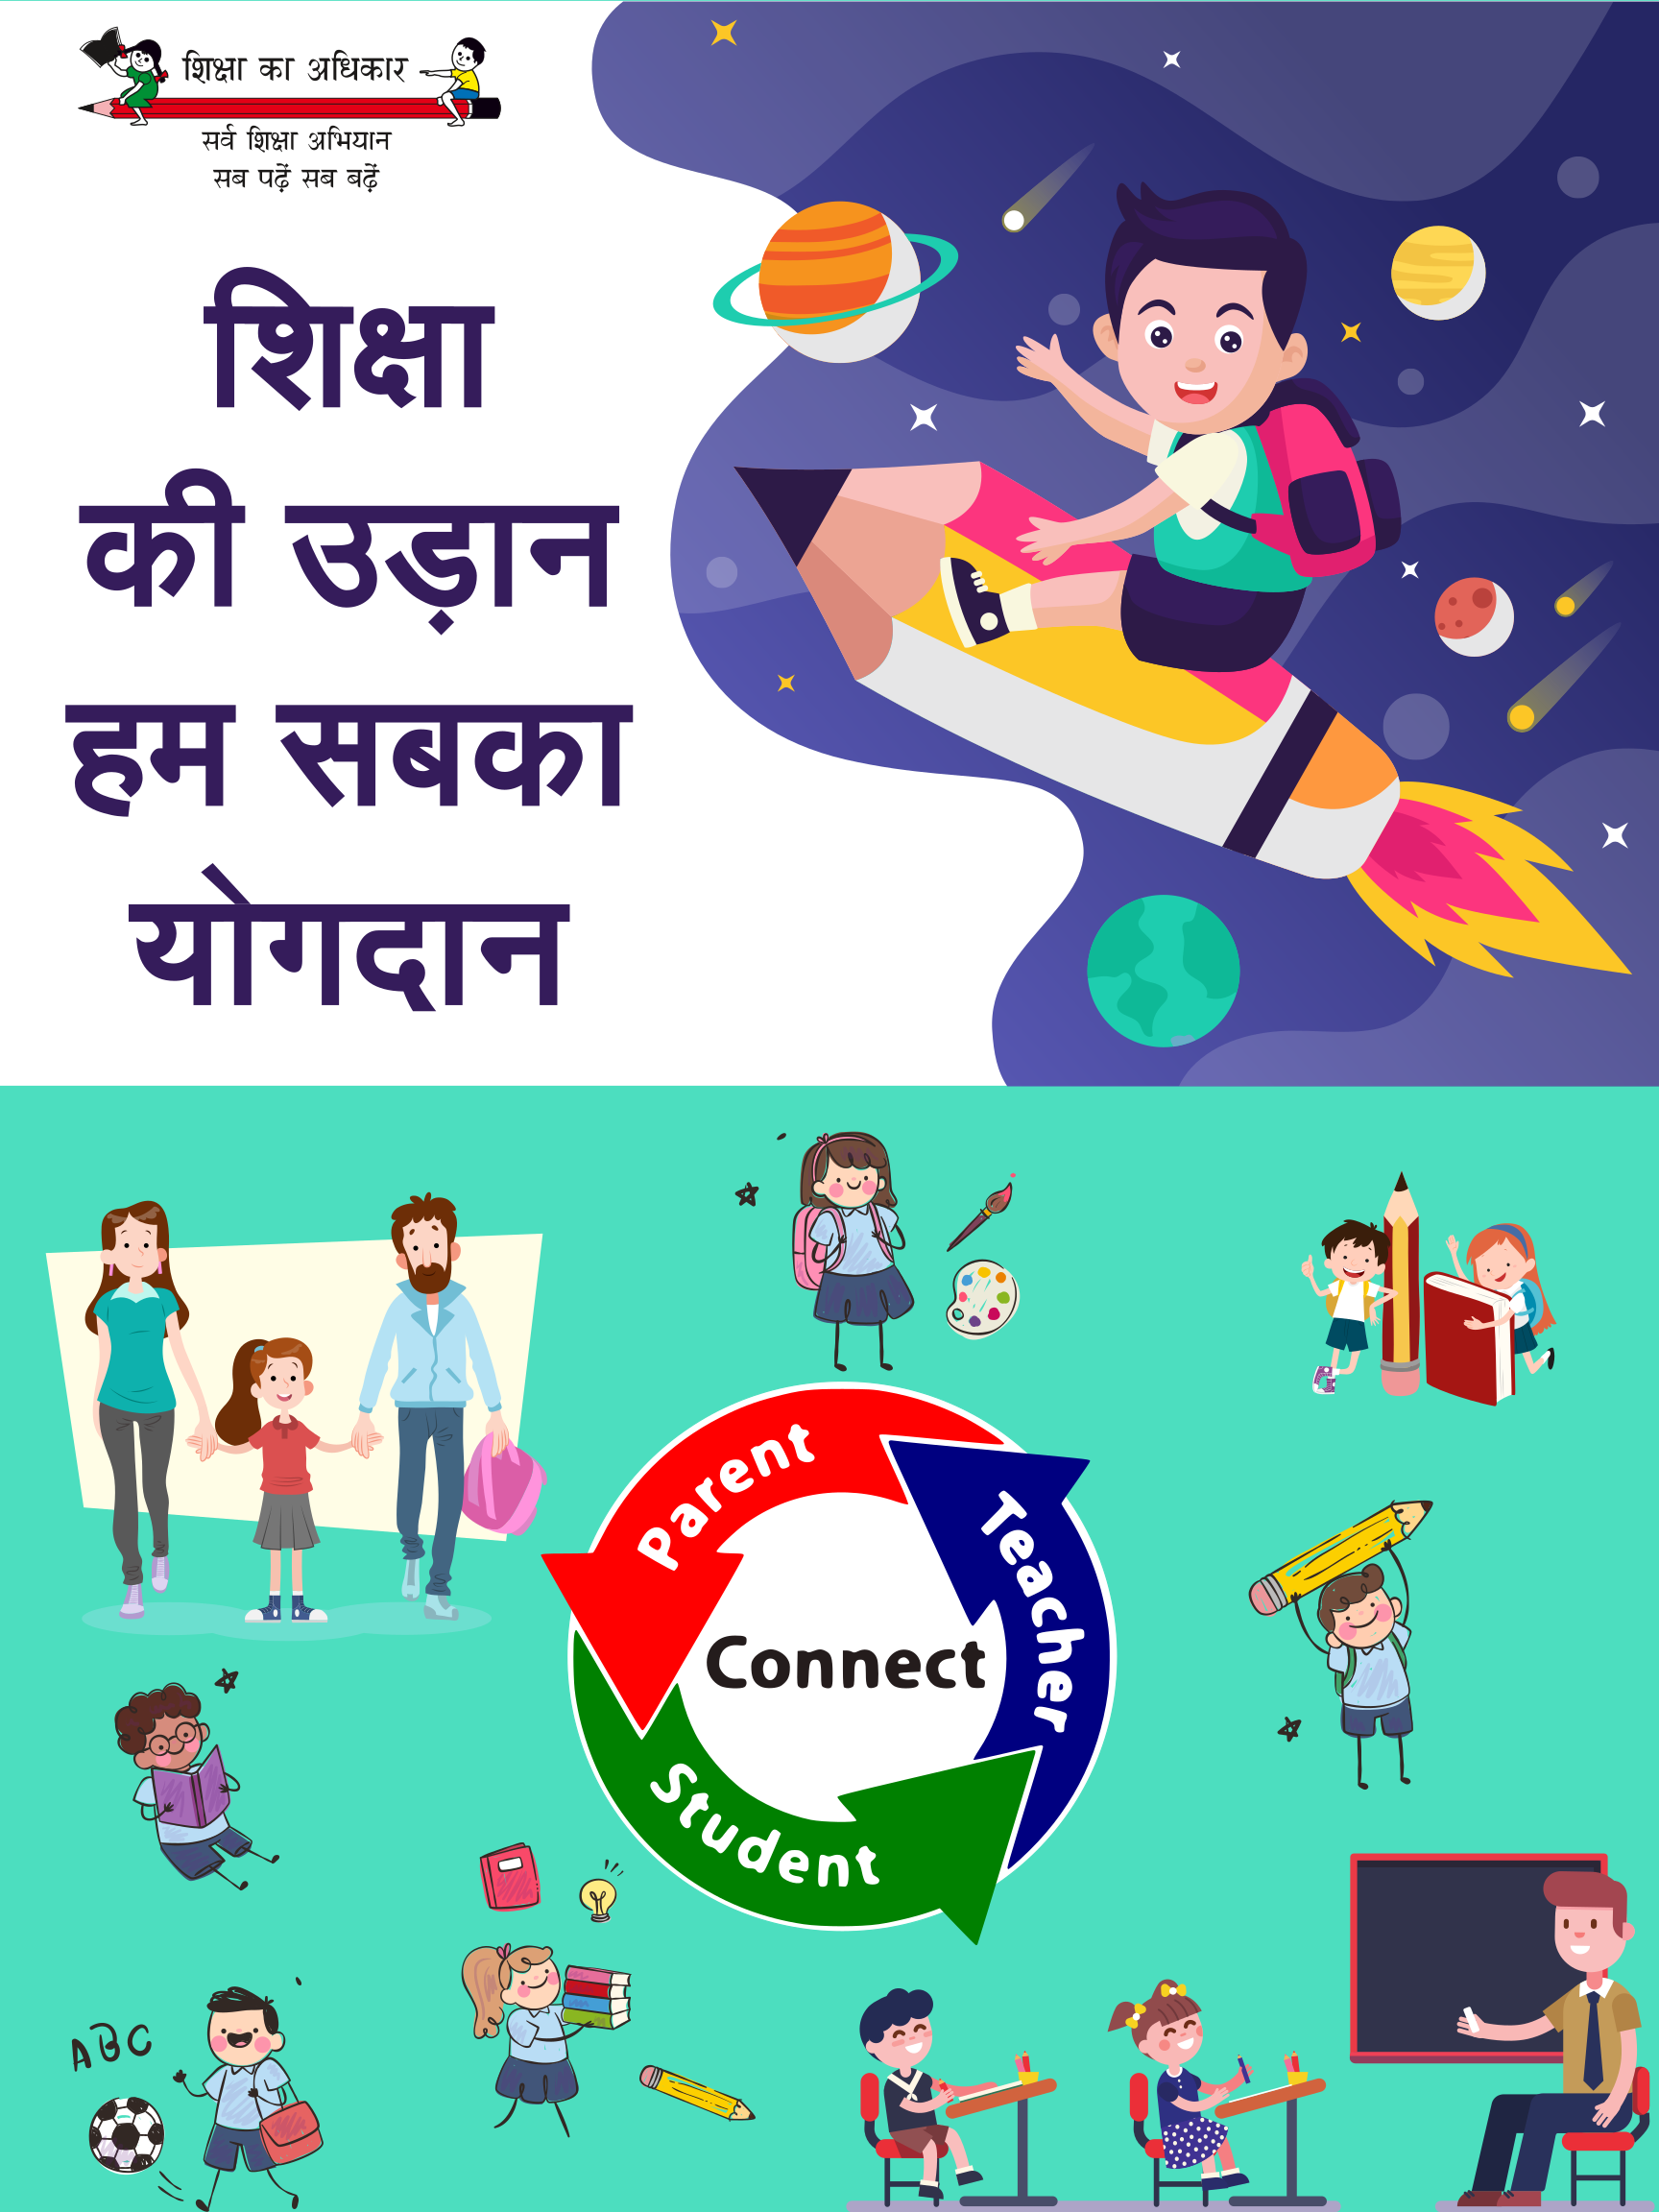 शिक्षा का अधिकार
सर्व शिक्षा अभियान
सब पढ़ें सब बढ़ें
शिक्षा
की उड़ान
हम सबका
योगदान
Parent
Teacher
Connect
Student
ABC